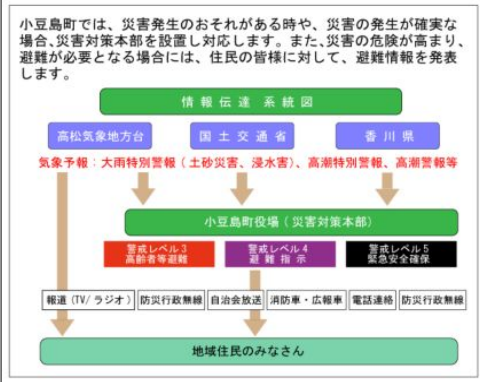 小豆島町では、災害発生のおそれがある時や、災害の発生が確実な
場合、災害対策本部を設置し対応します。また、災害の危険が高まり、
避難が必要となる場合には、住民の皆様に対して、避難情報を発表
します。
情報伝達 系統図
高松気象地方台 国土交通省 香川県
気象予報：大雨特別警報（土砂災害、浸水害）、高潮特別警報、高潮警報等
小豆島町役場（災害対策本部）
警戒レベル3 警戒レベル4 警戒レベル5
高齢者等避難 避難指示 緊急安全確保
報道（TV/ラジオ） 防災行政無線 自治会放送 消防車・広報車 電話連絡 防災行政無線
地域住民のみなさん